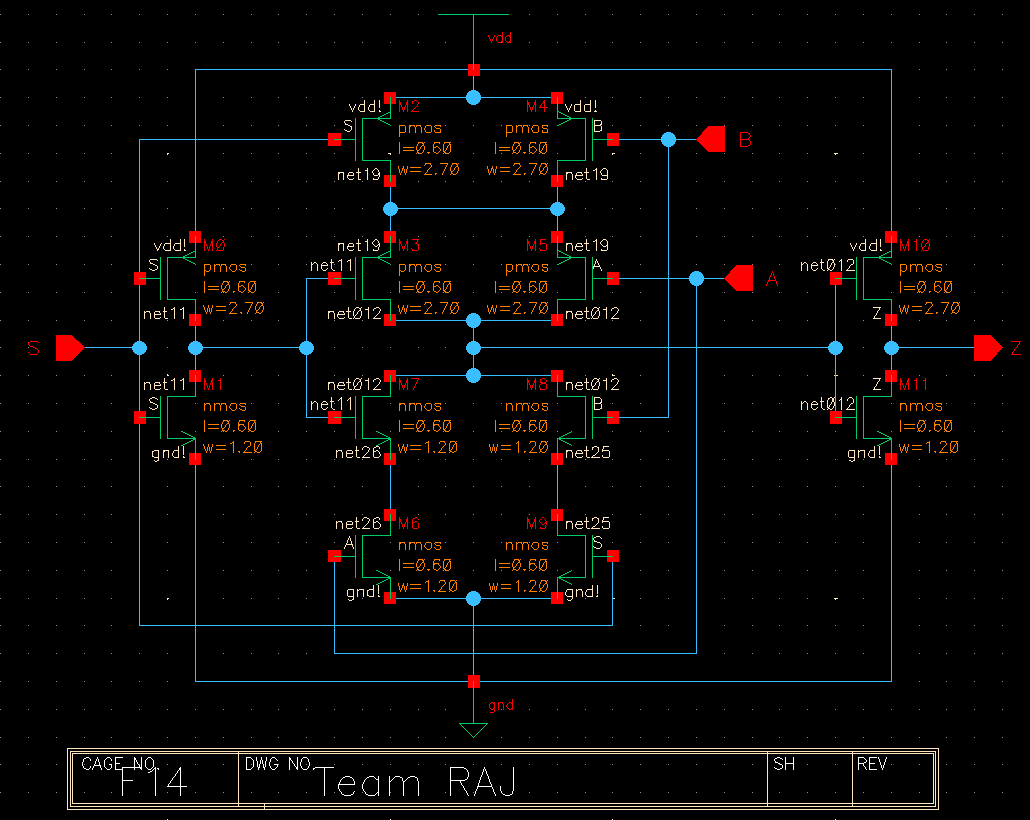 vdd
vdd! M2
S pmos
l=0.60
w=2.70
net19
M4 vdd!
pmos B
l=0.60
w=2.70
net19
B
vdd! M0
S pmos
l=0.60
w=2.70
net11
net19 M3
net11 pmos
l=0.60
w=2.70
net012
M5 net19
pmos A
l=0.60
w=2.70
net012
A
vdd! M10
net012 pmos
l=0.60
w=2.70
Z
S
Z
net11 M1
S nmos
l=0.60
w=1.20
gnd!
net012 M7
net11 nmos
l=0.60
w=1.20
net26
M8 net012
nmos B
l=0.60
w=1.20
net25
Z M11
net012 nmos
l=0.60
w=1.20
gnd!
net26 M6
A nmos
l=0.60
w=1.20
gnd!
M9 net25
nmos S
l=0.60
w=1.20
gnd!
gnd
CAGE NO. DWG NO. SH REV
F14 Team RAJ